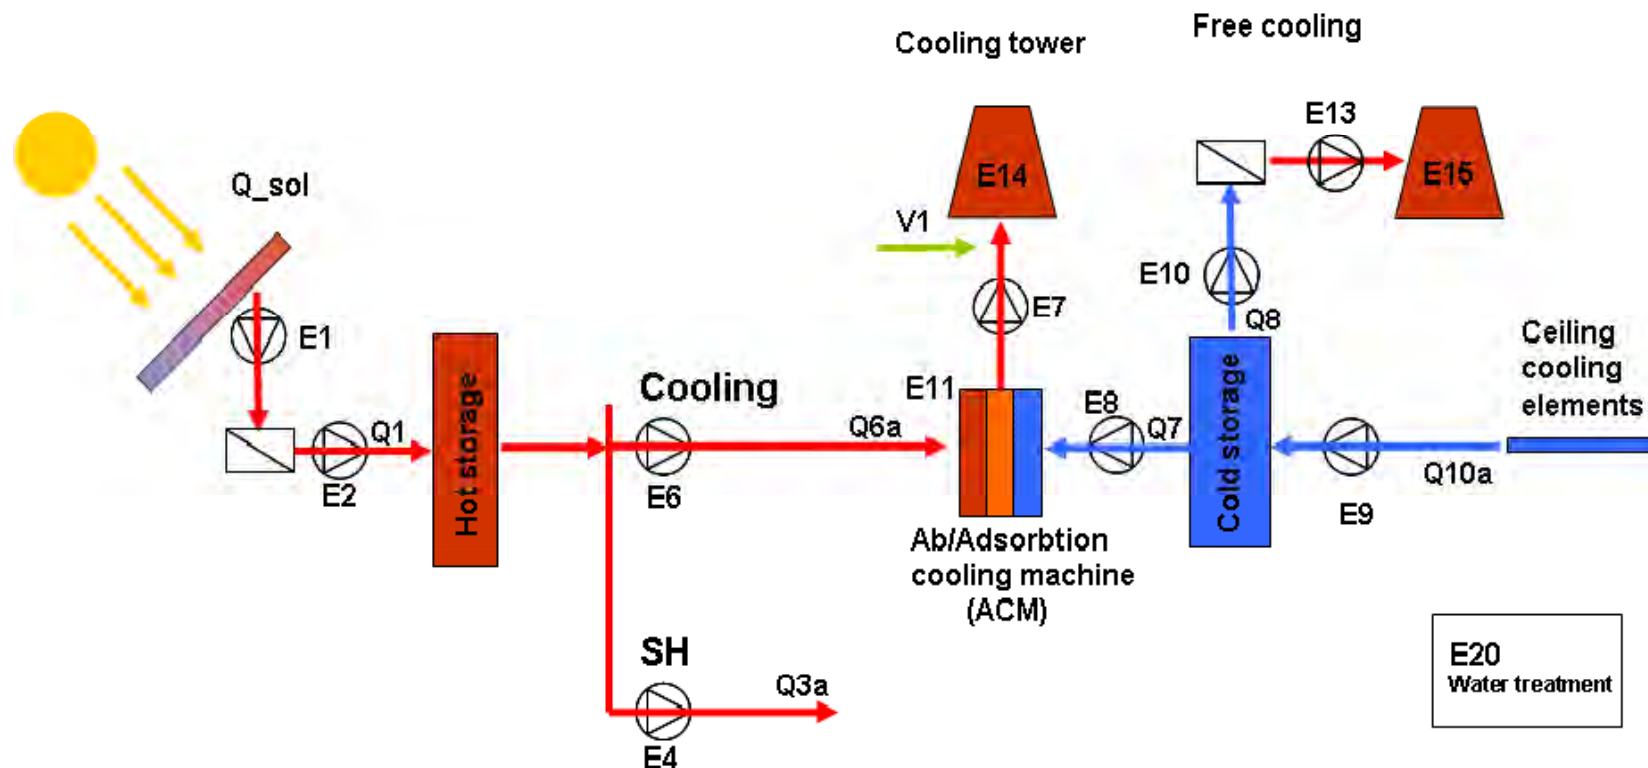 Free cooling
Cooling tower
E13
Q_sol
E14
E15
V1
E10
E7
Q8
E1
Ceiling
cooling
elements
Hot storage
Cooling
E11
E8
Cold storage
Q1
Q6a
Q7
Q10a
E2
E6
E9
Ab/Adsorbtion
cooling machine
(ACM)
SH
Q3a
E4
E20
Water treatment